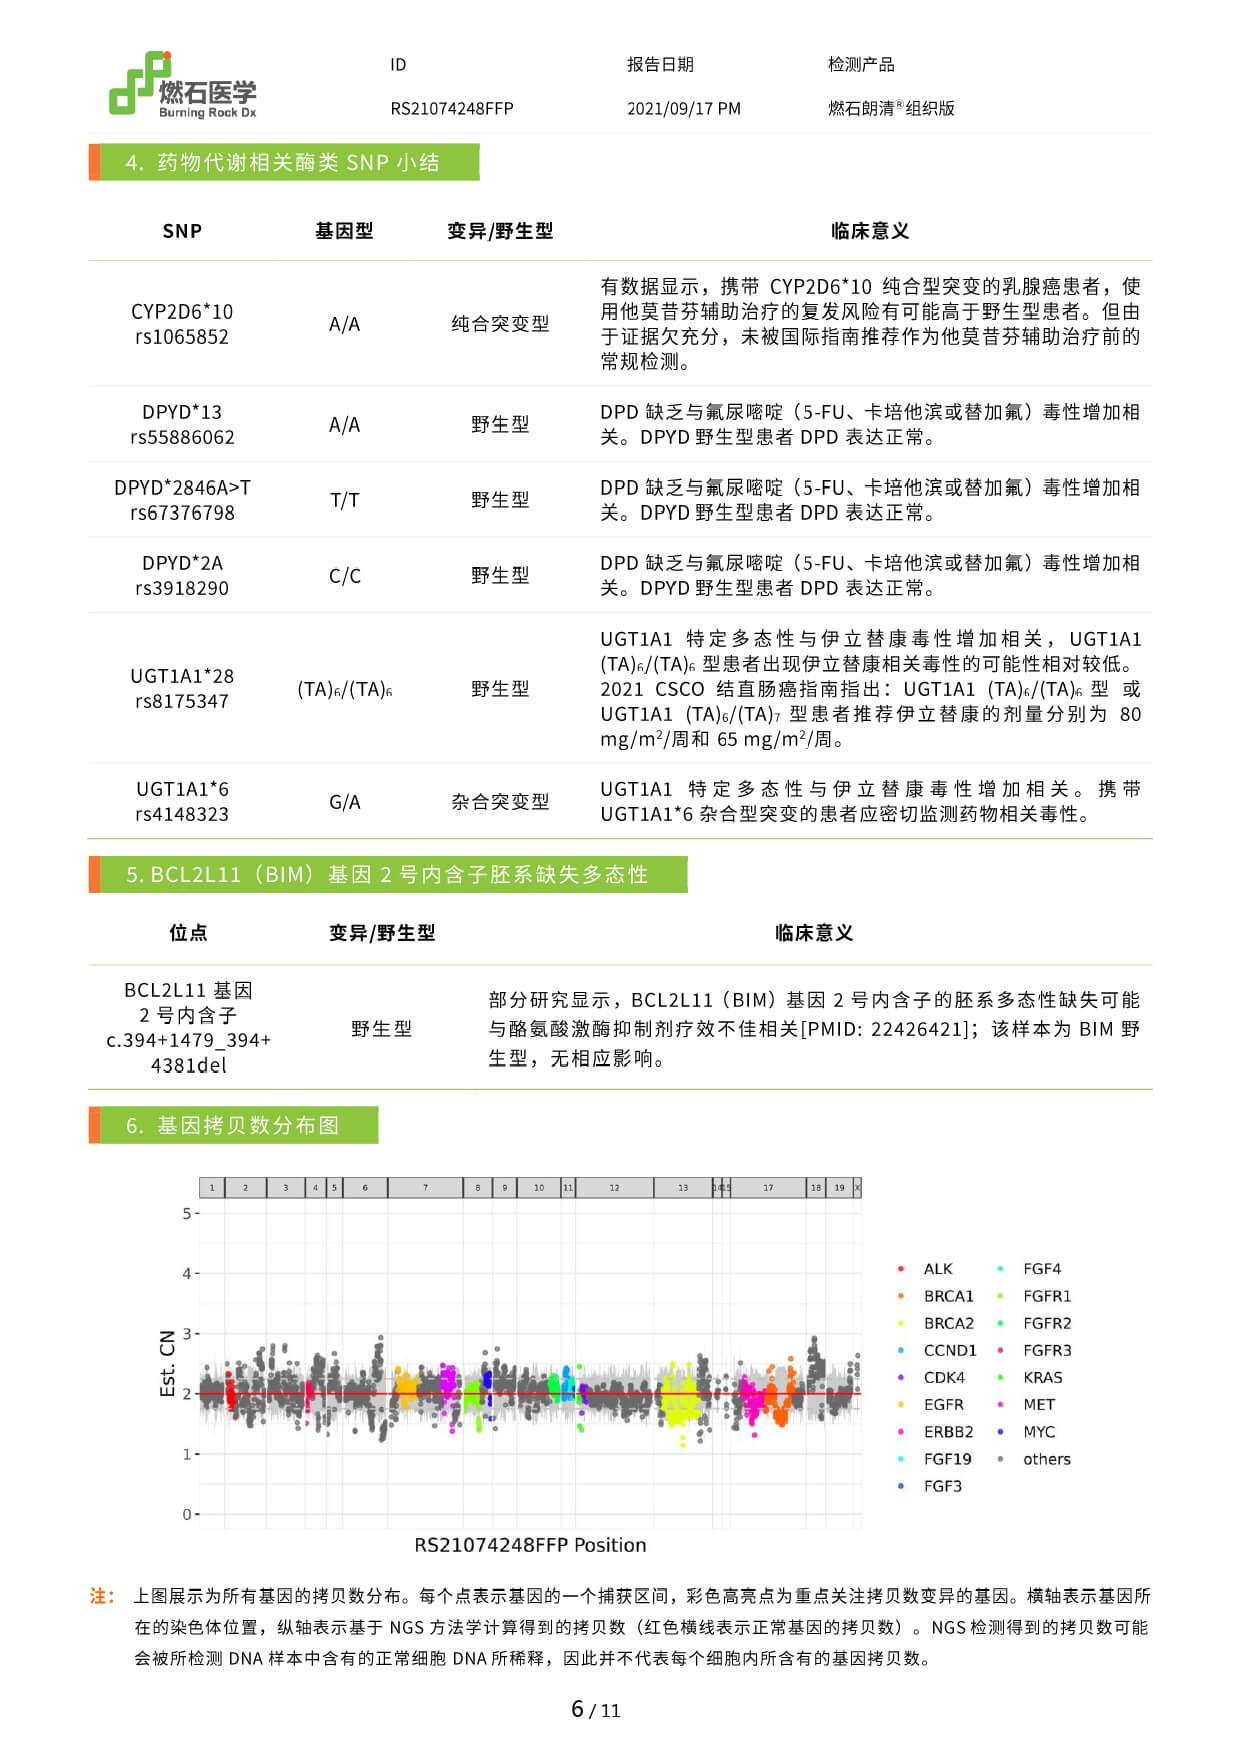 燃石医学
Burning Rock Dx
ID
报告日期
检测产品
RS21074248FFP
2021/09/17 PM
燃石朗清®组织版
4. 药物代谢相关酶类 SNP 小结
SNP
基因型
变异/野生型
临床意义
CYP2D6*10
rs1065852
A/A
纯合突变型
有数据显示，携带 CYP2D6*10 纯合型突变的乳腺癌患者，使
用他莫昔芬辅助治疗的复发风险有可能高于野生型患者。但由
于证据欠充分，未被国际指南推荐作为他莫昔芬辅助治疗前的
常规检测。
DPYD*13
rs55886062
A/A
野生型
DPD 缺乏与氟尿嘧啶（5-FU、卡培他滨或替加氟）毒性增加相
关。DPYD 野生型患者 DPD 表达正常。
DPYD*2846A>T
rs67376798
T/T
野生型
DPD 缺乏与氟尿嘧啶（5-FU、卡培他滨或替加氟）毒性增加相
关。DPYD 野生型患者 DPD 表达正常。
DPYD*2A
rs3918290
C/C
野生型
DPD 缺乏与氟尿嘧啶（5-FU、卡培他滨或替加氟）毒性增加相
关。DPYD 野生型患者 DPD 表达正常。
UGT1A1*28
rs8175347
(TA)₆/(TA)₆
野生型
UGT1A1 特定多态性与伊立替康毒性增加相关，UGT1A1
(TA)₆/(TA)₆ 型患者出现伊立替康相关毒性的可能性相对较低。
2021 CSCO 结直肠癌指南指出：UGT1A1 (TA)₆/(TA)₆ 型 或
UGT1A1 (TA)₆/(TA)₇ 型患者推荐伊立替康的剂量分别为 80
mg/m²/周和 65 mg/m²/周。
UGT1A1*6
rs4148323
G/A
杂合突变型
UGT1A1 特定多态性与伊立替康毒性增加相关。携带
UGT1A1*6 杂合型突变的患者应密切监测药物相关毒性。
5. BCL2L11（BIM）基因 2 号内含子胚系缺失多态性
位点
变异/野生型
临床意义
BCL2L11 基因
2 号内含子
c.394+1479_394+
4381del
野生型
部分研究显示，BCL2L11（BIM）基因 2 号内含子的胚系多态性缺失可能
与酪氨酸激酶抑制剂疗效不佳相关[PMID: 22426421]；该样本为 BIM 野
生型，无相应影响。
6. 基因拷贝数分布图
1 2 3 4 5 6 7 8 9 10 11 12 13 14 15 17 18 19 X
5
4
3
2
1
0
Est. CN
RS21074248FFP Position
ALK
BRCA1
BRCA2
CCND1
CDK4
EGFR
ERBB2
FGF19
FGF3
FGF4
FGFR1
FGFR2
FGFR3
KRAS
MET
MYC
others
注： 上图展示为所有基因的拷贝数分布。每个点表示基因的一个捕获区间，彩色高亮点为重点关注拷贝数变异的基因。横轴表示基因所
在的染色体位置，纵轴表示基于 NGS 方法学计算得到的拷贝数（红色横线表示正常基因的拷贝数）。NGS 检测得到的拷贝数可能
会被所检测 DNA 样本中含有的正常细胞 DNA 所稀释，因此并不代表每个细胞内所含有的基因拷贝数。
6 / 11